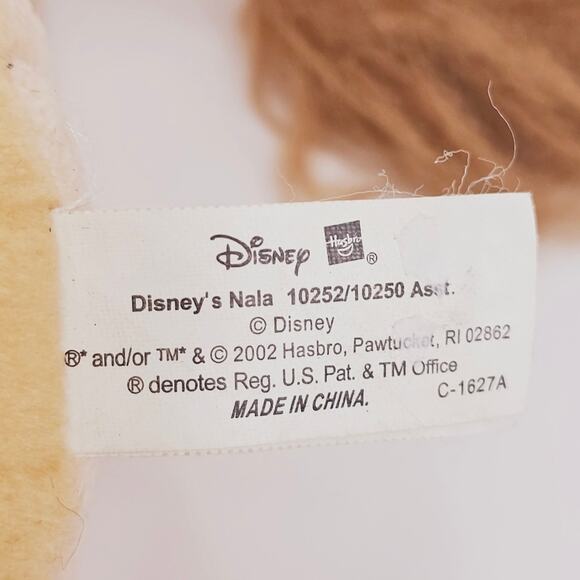 Disney Hasbro ®
Disney's Nala 10252/10250 Asst.
© Disney
®* and/or TM* & © 2002 Hasbro, Pawtucket, RI 02862
® denotes Reg. U.S. Pat. & TM Office
C-1627A
MADE IN CHINA.